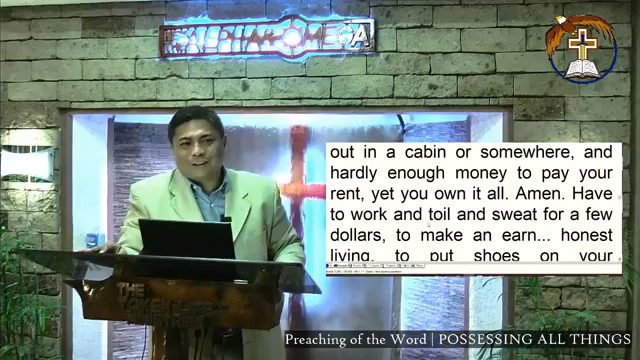 out in a cabin or somewhere, and
hardly enough money to pay your
rent, yet you own it all. Amen. Have
to work and toil and sweat for a few
dollars, to make an earn... honest
living, to put shoes on your
THE
Preaching of the Word | POSSESSING ALL THINGS